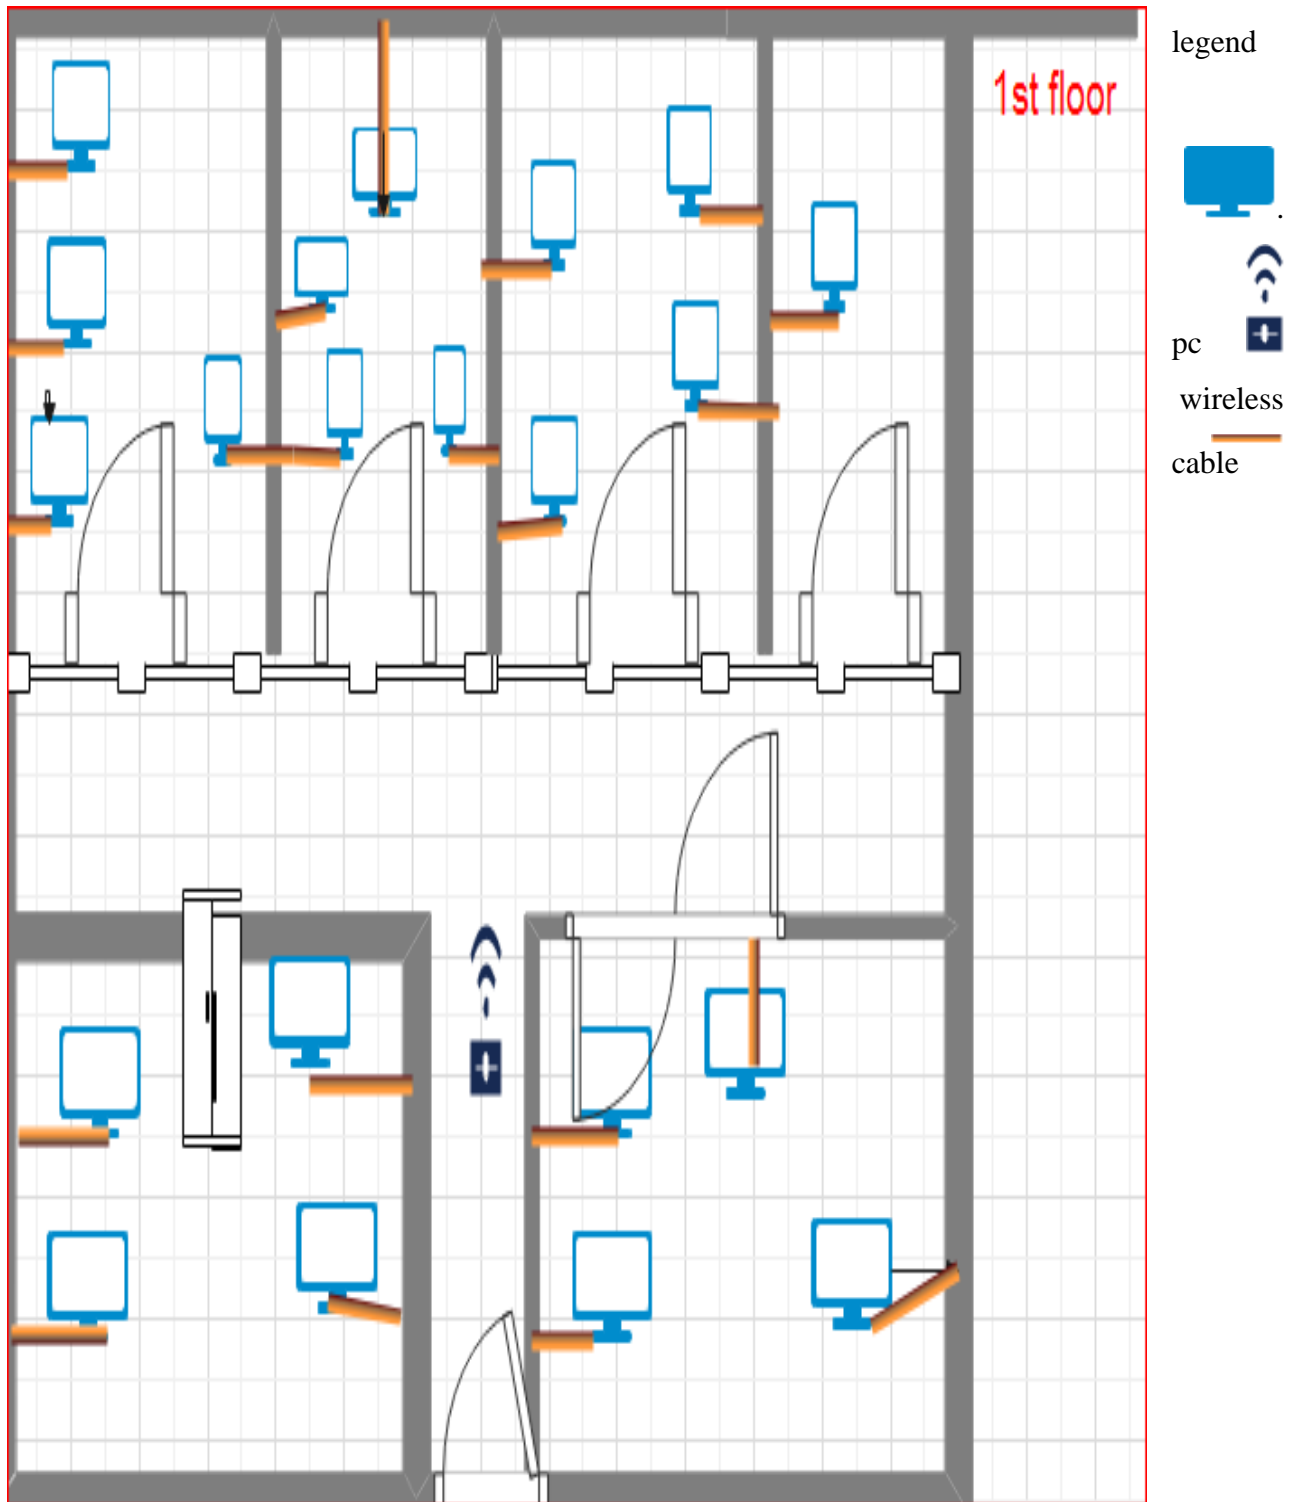 legend
1st floor
.
pc
wireless
cable